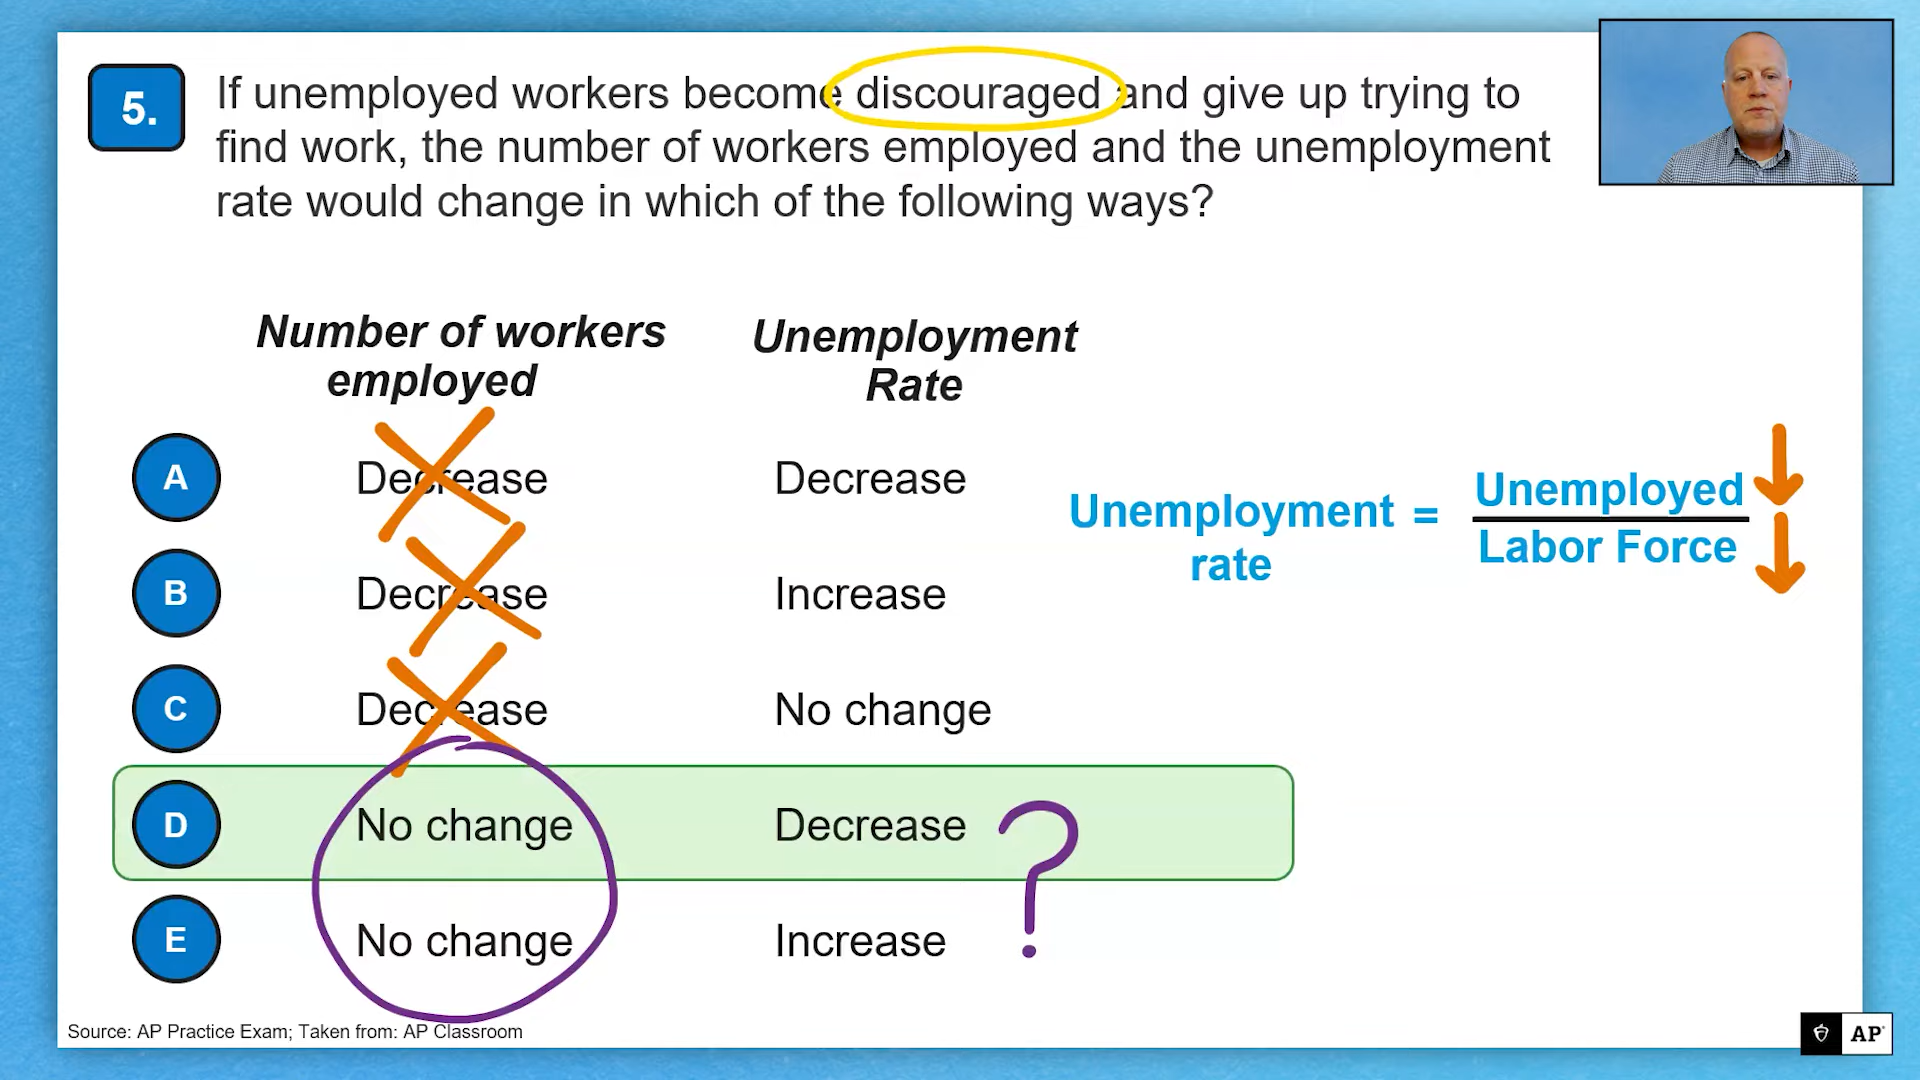 5.
If unemployed workers become discouraged and give up trying to
find work, the number of workers employed and the unemployment
rate would change in which of the following ways?
Number of workers
employed
Unemployment
Rate
A Decrease Decrease
B Decrease Increase
C Decrease No change
D No change Decrease
E No change Increase
?
Unemployment
rate
=
Unemployed
Labor Force
Source: AP Practice Exam; Taken from: AP Classroom
AP